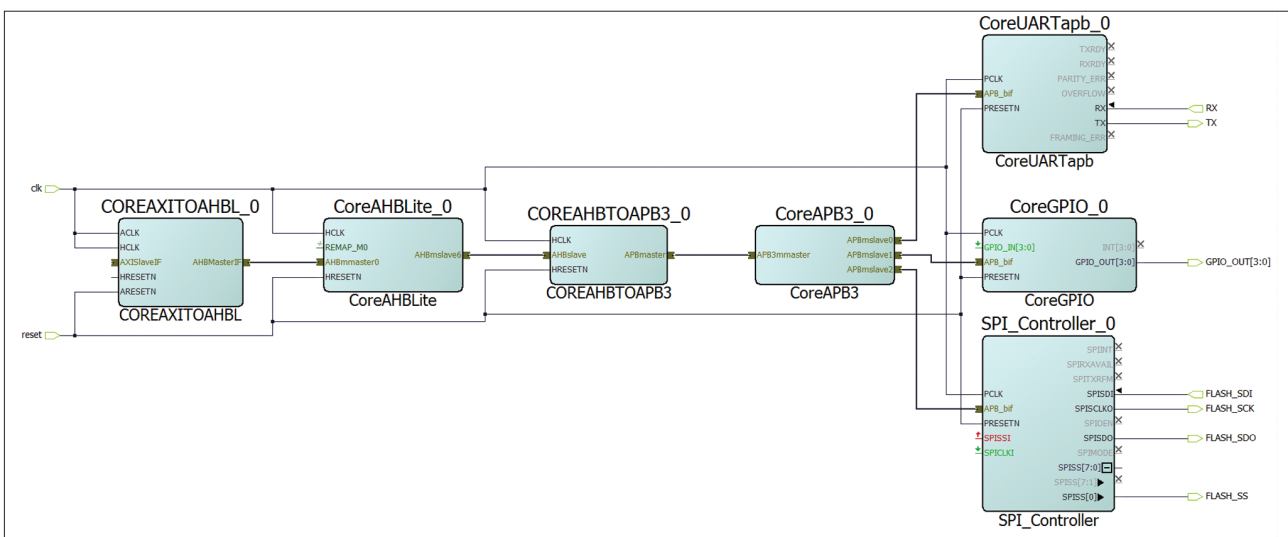 clk
reset
COREAXITOAHBL_0
ACLK
HCLK
AXISlaveIF AHBMasterIF
HRESETN
ARESETN
COREAXITOAHBL
CoreAHBLite_0
HCLK
REMAP_M0
AHBmslave6
AHBmmaster0
HRESETN
CoreAHBLite
COREAHBTOAPB3_0
HCLK
AHBslave APBmaster
HRESETN
COREAHBTOAPB3
CoreAPB3_0
APBmslave0
APB3mmaster APBmslave1
APBmslave2
CoreAPB3
CoreUARTapb_0
TXRDY
RXRDY
PCLK PARITY_ERR
APB_bif OVERFLOW
PRESETN RX
TX
FRAMING_ERR
CoreUARTapb
RX
TX
CoreGPIO_0
PCLK
GPIO_IN[3:0] INT[3:0]
APB_bif GPIO_OUT[3:0]
PRESETN
CoreGPIO
GPIO_OUT[3:0]
SPI_Controller_0
SPIINT
SPIRXAVAIL
SPITXRFM
PCLK SPISDI
APB_bif SPISCLKO
PRESETN SPIOEN
SPISSI SPISDO
SPICLKI SPIMODE
SPISS[7:0]
SPISS[7:1]
SPISS[0]
SPI_Controller
FLASH_SDI
FLASH_SCK
FLASH_SDO
FLASH_SS